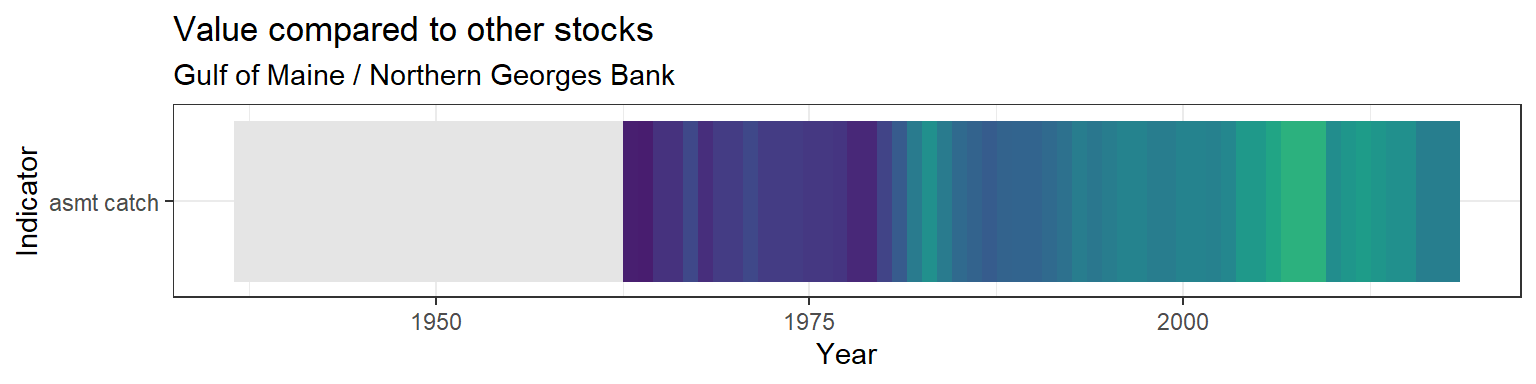 Value compared to other stocks
Gulf of Maine / Northern Georges Bank
Indicator
asmt catch
1950 1975 2000
Year